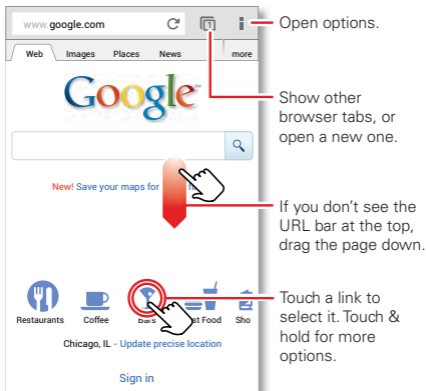 www.google.com
1
Open options.
Web Images Places News more
Google
Show other
browser tabs, or
open a new one.
New! Save your maps for
If you don't see the
URL bar at the top,
drag the page down.
Restaurants Coffee Bars st Food Sho
Touch a link to
select it. Touch &
hold for more
options.
Chicago, IL - Update precise location
Sign in